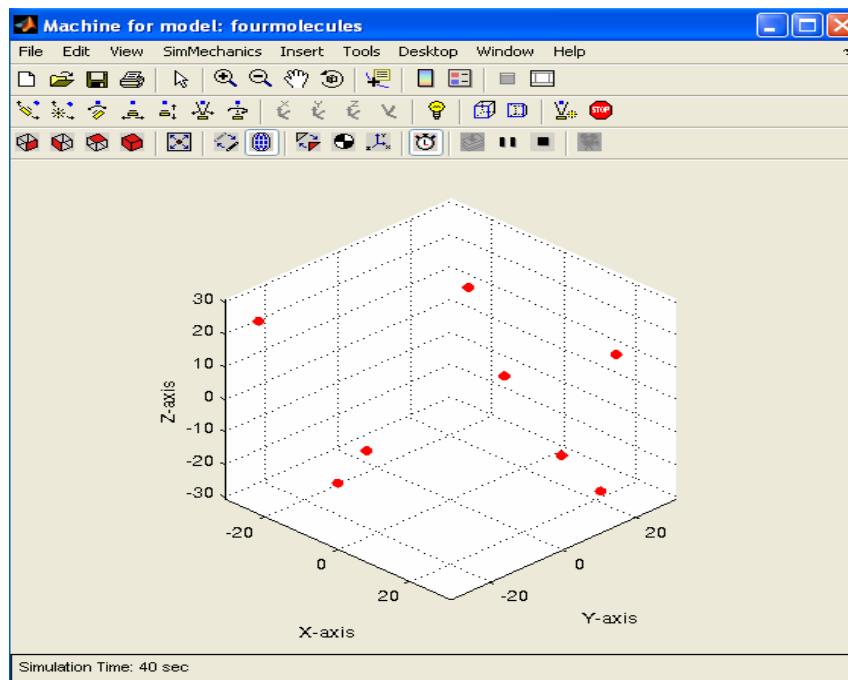 Machine for model: fourmolecules
File Edit View SimMechanics Insert Tools Desktop Window Help
STOP
30
20
10
0
-10
-20
-30
Z-axis
-20
0
20
X-axis
-20
0
20
Y-axis
Simulation Time: 40 sec